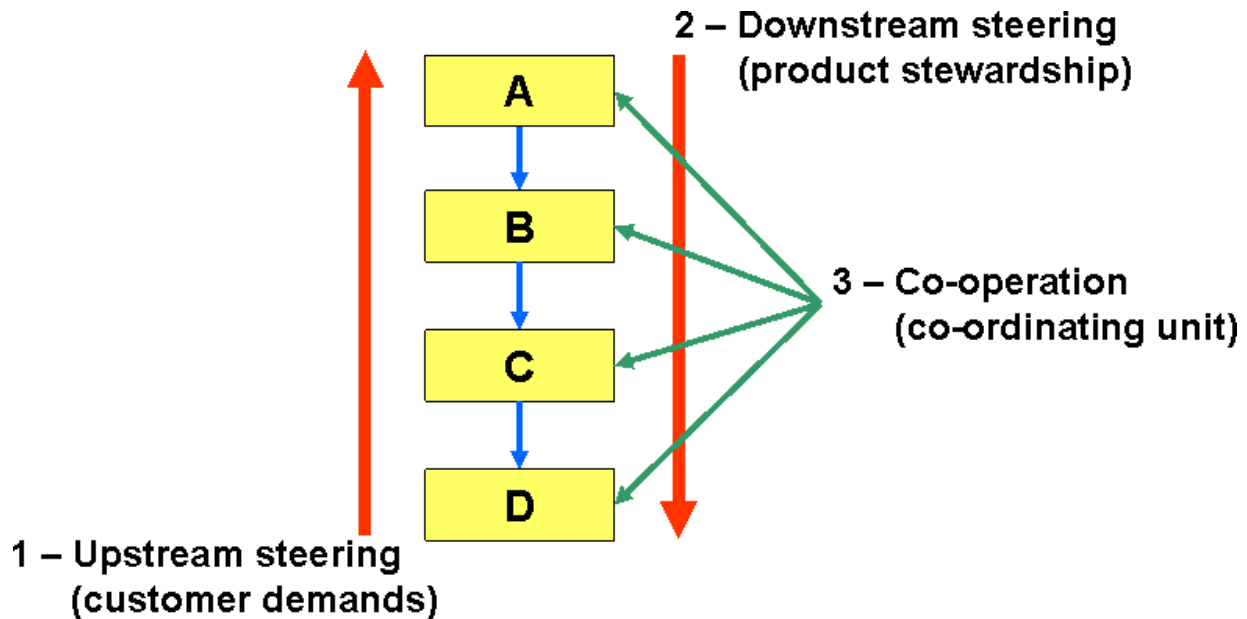 2 – Downstream steering
(product stewardship)
A
B
3 – Co-operation
(co-ordinating unit)
C
D
1 – Upstream steering
(customer demands)